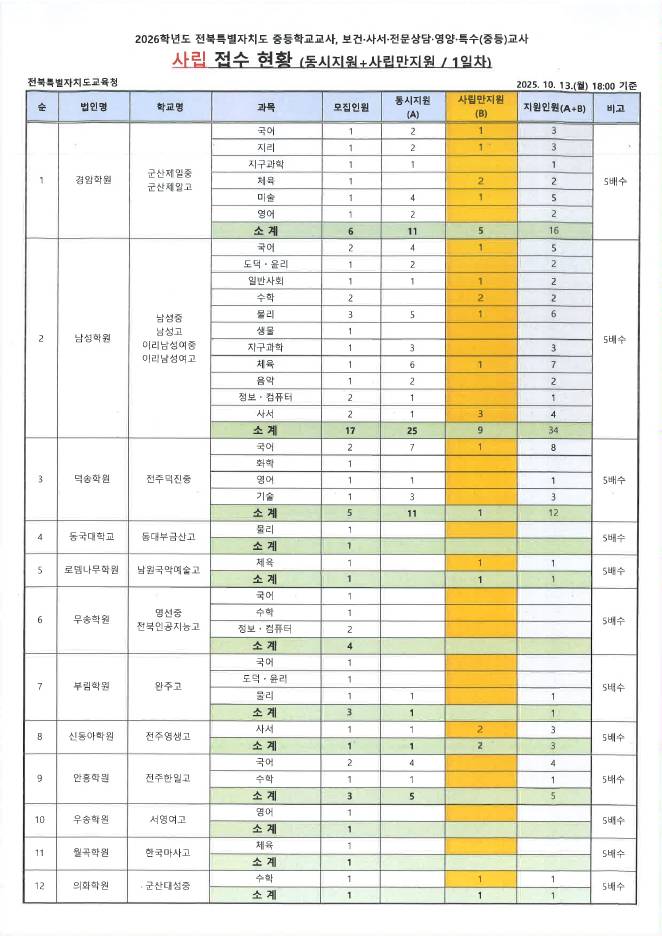 2026학년도 전북특별자치도 중등학교교사, 보건·사서·전문상담·영양·특수(중등)교사
사립 접수 현황 (동시지원+사립만지원 / 1일차)
전북특별자치도교육청 2025. 10. 13.(월) 18:00 기준
순 법인명 학교명 과목 모집인원 동시지원 (A) 사립만지원 (B) 지원인원(A+B) 비고
1 경암학원 군산제일중 군산제일고 5배수
국어 1 2 1 3
지리 1 2 1 3
지구과학 1 1 1
체육 1 2 2
미술 1 4 1 5
영어 1 2 2
소 계 6 11 5 16
2 남성학원 남성중 남성고 이리남성여중 이리남성여고 5배수
국어 2 4 1 5
도덕·윤리 1 2 2
일반사회 1 1 1 2
수학 2 2 2
물리 3 5 1 6
생물 1
지구과학 1 3 3
체육 1 6 1 7
음악 1 2 2
정보·컴퓨터 2 1 1
사서 2 1 3 4
소 계 17 25 9 34
3 덕송학원 전주덕진중 5배수
국어 2 7 1 8
화학 1
영어 1 1 1
기술 1 3 3
소 계 5 11 1 12
4 동국대학교 동대부금산고 5배수
물리 1
소 계 1
5 로뎀나무학원 남원국악예술고 5배수
체육 1 1 1
소 계 1 1 1
6 우송학원 명선중 전북인공지능고 5배수
국어 1
수학 1
정보·컴퓨터 2
소 계 4
7 부림학원 완주고 5배수
국어 1
도덕·윤리 1
물리 1 1 1
소 계 3 1 1
8 신동아학원 전주영생고 5배수
사서 1 1 2 3
소 계 1 1 2 3
9 안흥학원 전주한일고 5배수
국어 2 4 4
수학 1 1 1
소 계 3 5 5
10 우송학원 서영여고 5배수
영어 1
소 계 1
11 월곡학원 한국마사고 5배수
체육 1
소 계 1
12 의화학원 군산대성중 5배수
수학 1 1 1
소 계 1 1 1